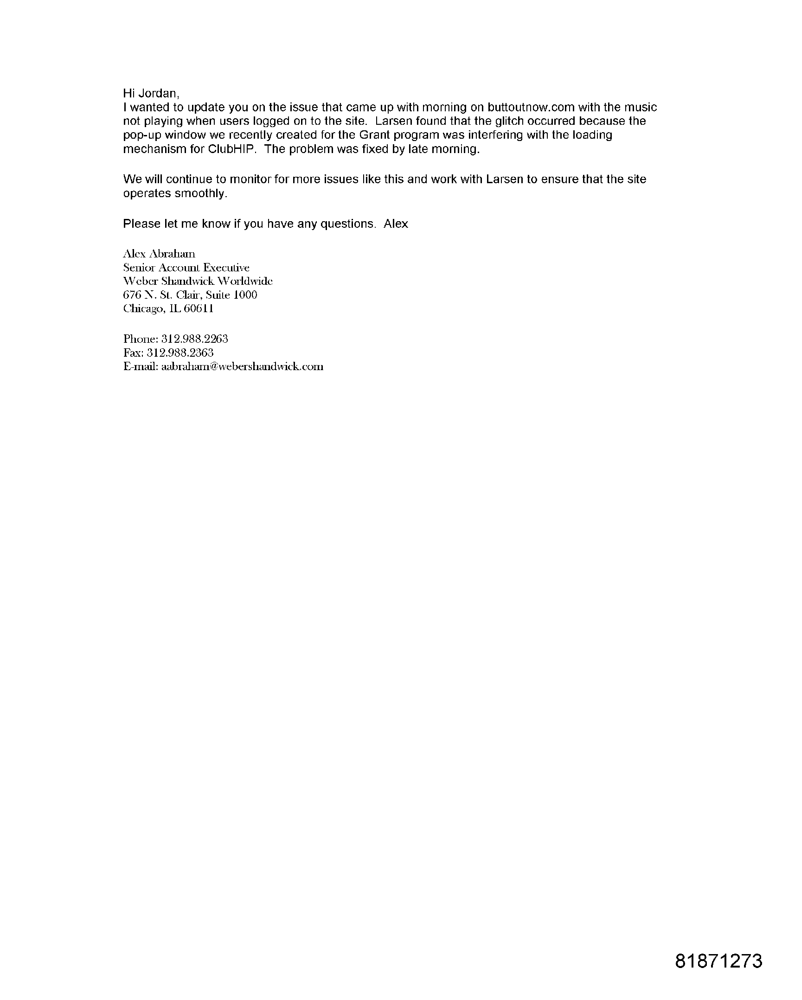 Hi Jordan,
I wanted to update you on the issue that came up with morning on buttoutnow.com with the music
not playing when users logged on to the site.  Larsen found that the glitch occurred because the
pop-up window we recently created for the Grant program was interfering with the loading
mechanism for ClubHIP.  The problem was fixed by late morning.

We will continue to monitor for more issues like this and work with Larsen to ensure that the site
operates smoothly.

Please let me know if you have any questions.  Alex

Alex Abraham
Senior Account Executive
Weber Shandwick Worldwide
676 N. St. Clair, Suite 1000
Chicago, IL 60611

Phone: 312.988.2263
Fax: 312.988.2363
E-mail: aabraham@webershandwick.com

81871273